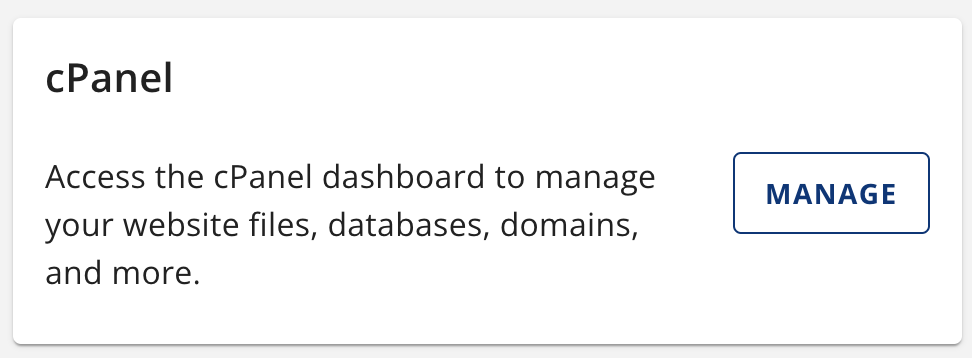 cPanel
Access the cPanel dashboard to manage
your website files, databases, domains,
and more.
MANAGE